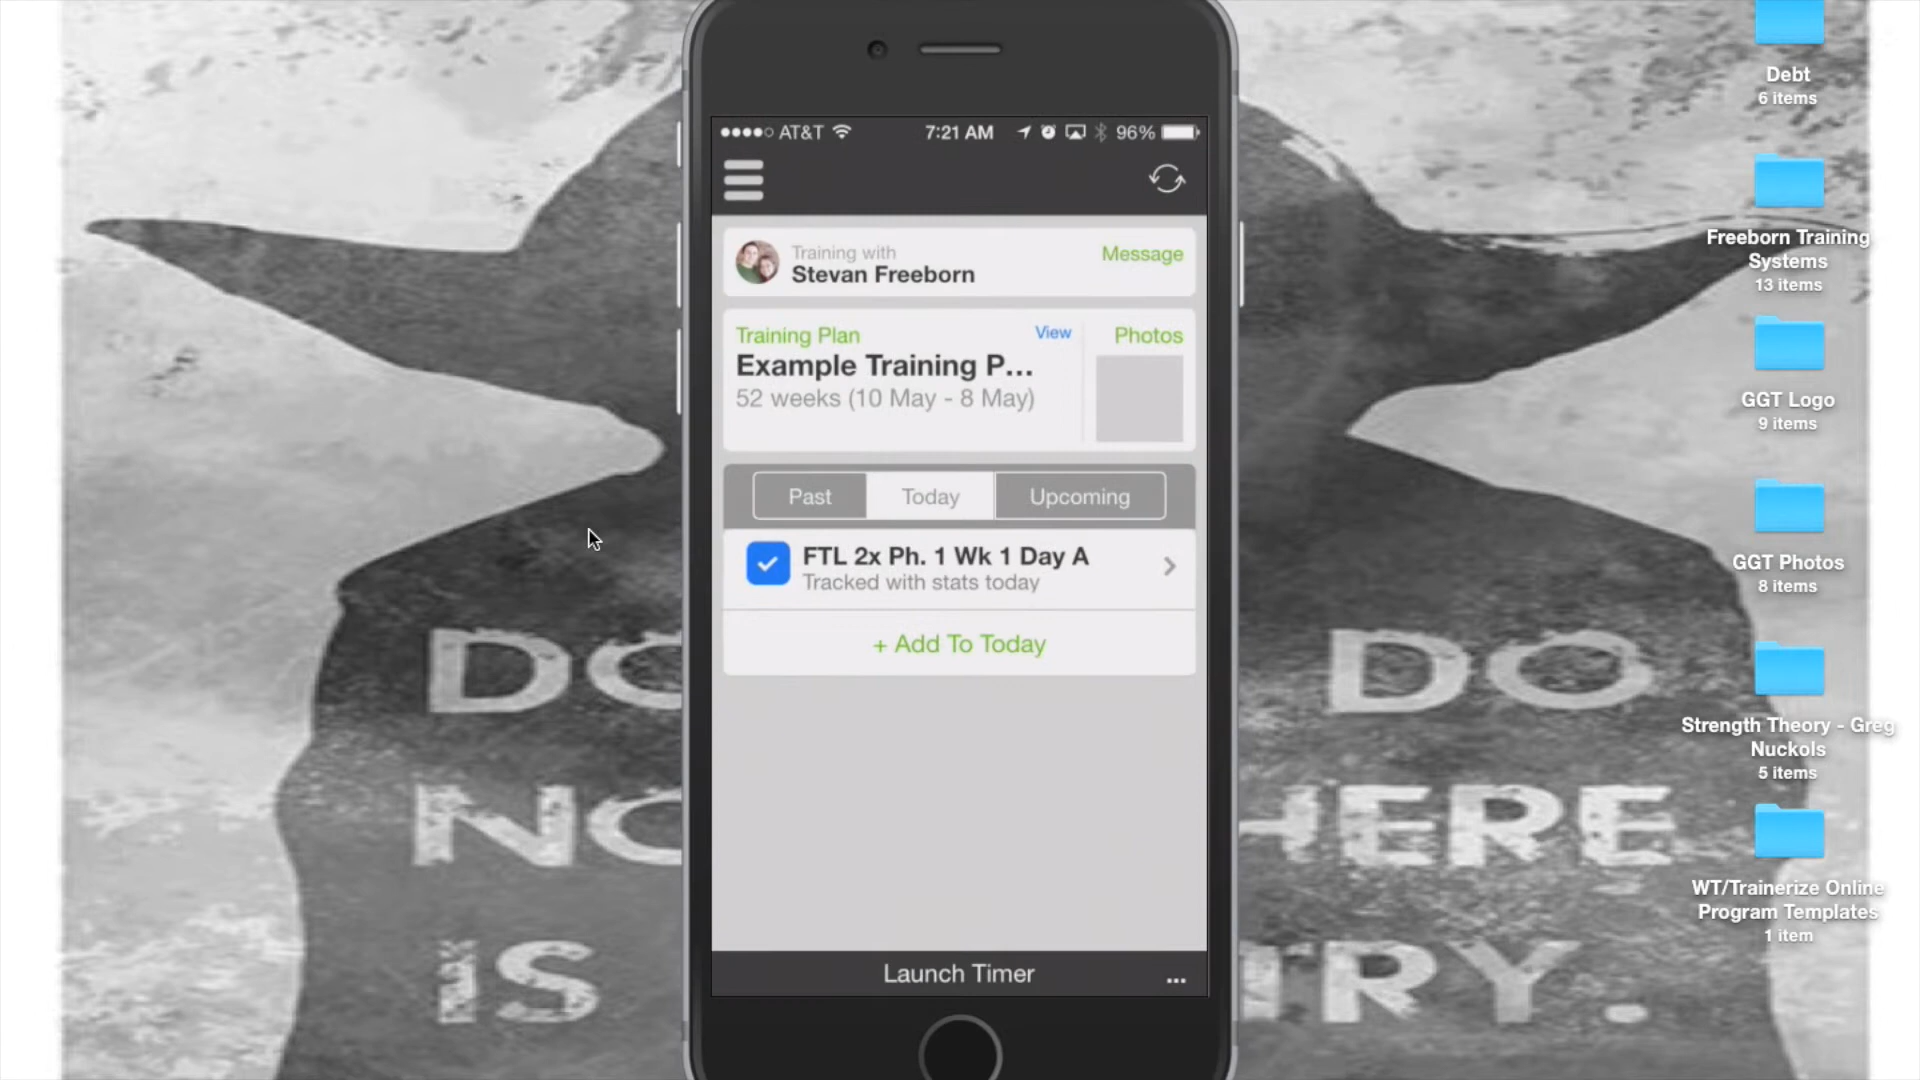 AT&T
7:21 AM
96%
Training with
Stevan Freeborn
Message
Training Plan
View
Photos
Example Training P...
52 weeks (10 May - 8 May)
Past
Today
Upcoming
FTL 2x Ph. 1 Wk 1 Day A
Tracked with stats today
+ Add To Today
Launch Timer
...
Debt
6 items
Freeborn Training
Systems
13 items
GGT Logo
9 items
GGT Photos
8 items
Strength Theory - Greg
Nuckols
5 items
WT/Trainerize Online
Program Templates
1 item
DO
DO
NO
HERE
IS
TRY.